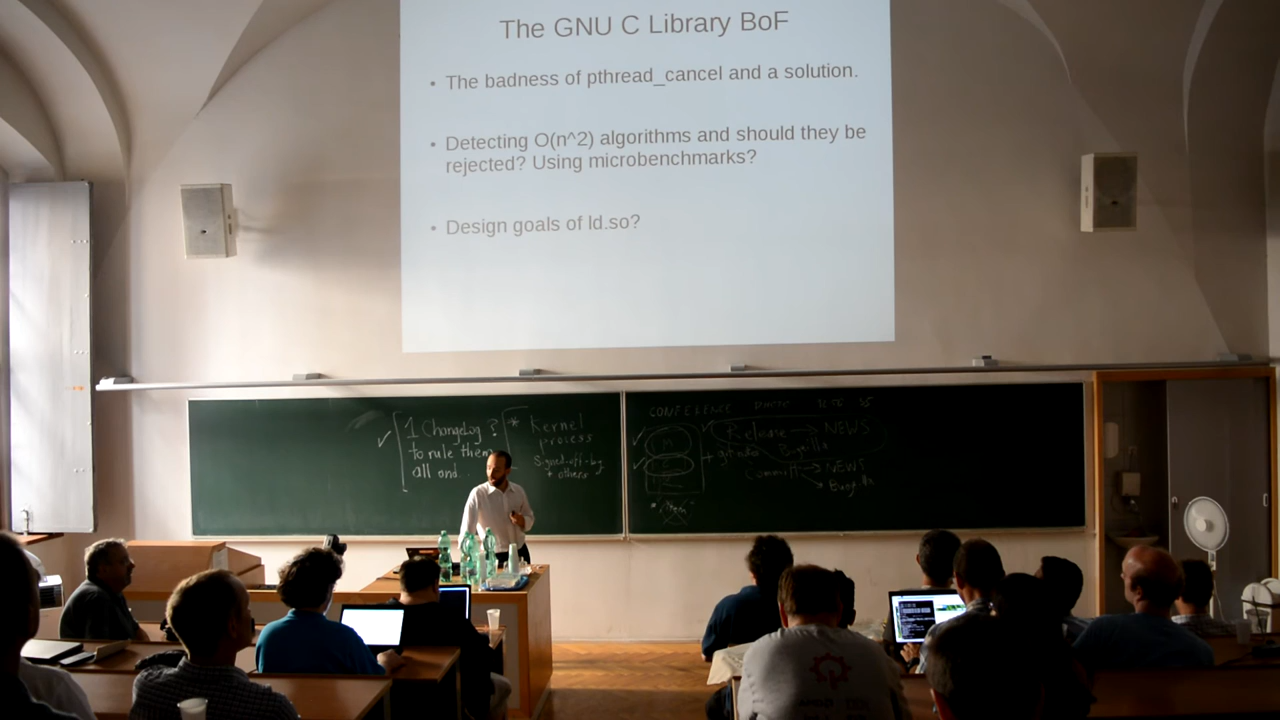 The GNU C Library BoF
• The badness of pthread_cancel and a solution.
• Detecting O(n^2) algorithms and should they be
rejected? Using microbenchmarks?
• Design goals of ld.so?
1 ChangeLog ?
to rule them
all and...
* Kernel
process
signed-off-by
+ others
CONFERENCE
Release → NEWS
Bugzilla
Commit → NEWS
→ Bugzilla